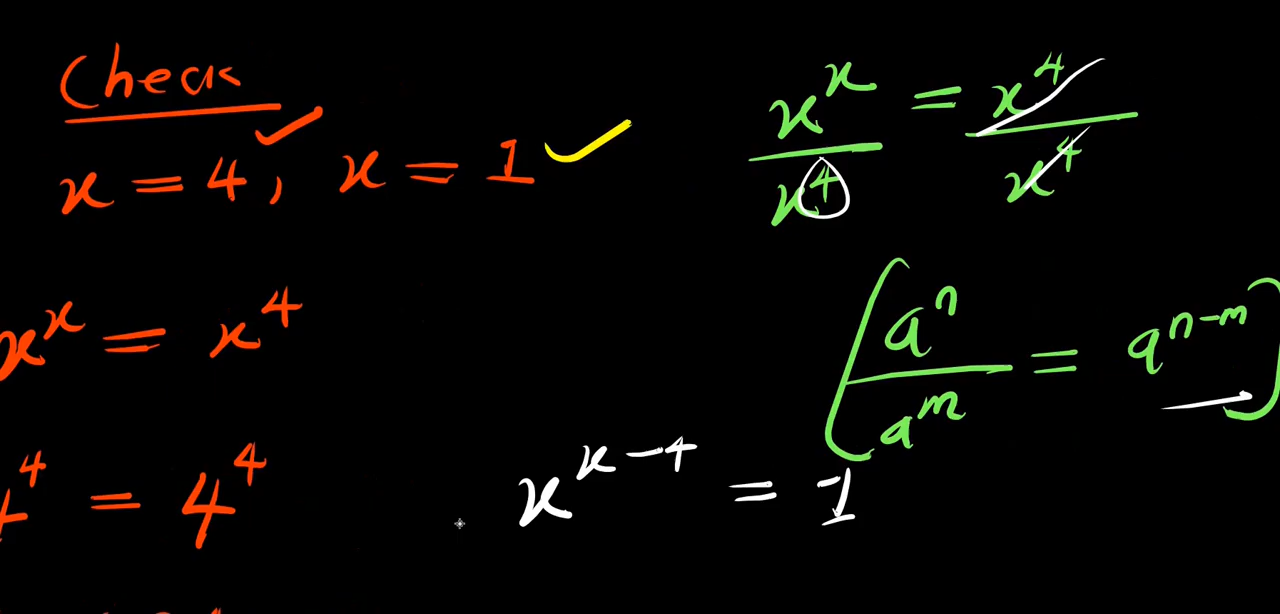 Check
x = 4, x = 1
x^x = x^4
4^4 = 4^4
x^x / x^4 = x^4 / x^4
(a^n / a^m = a^(n-m))
x^(x-4) = 1